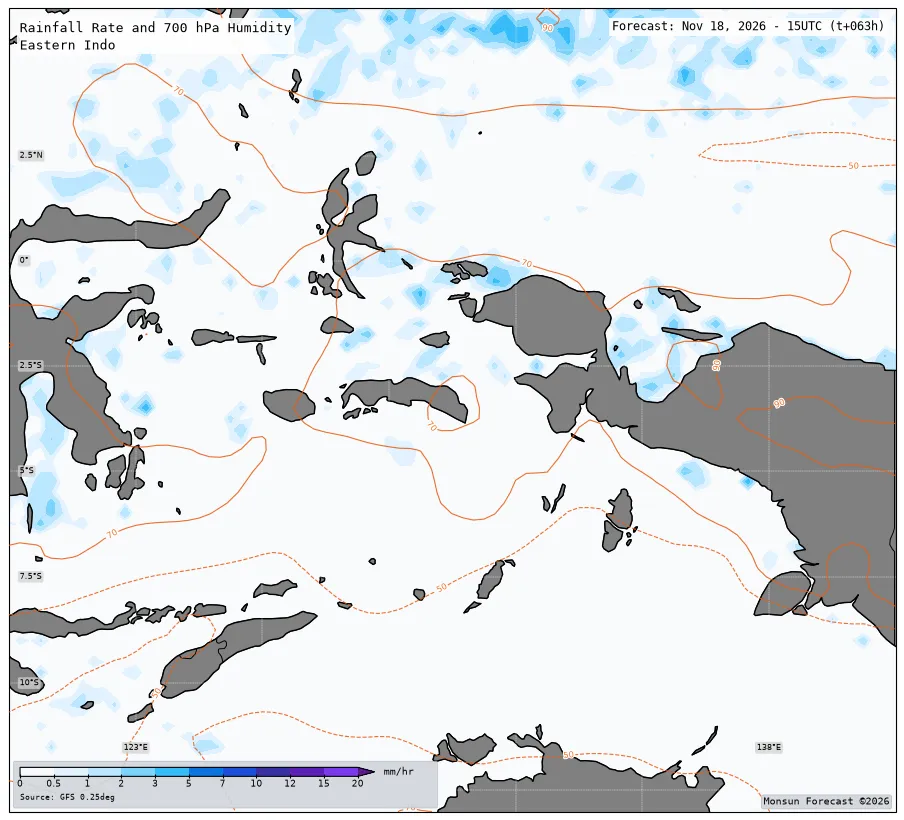 Rainfall Rate and 700 hPa Humidity
Eastern Indo
Forecast: Nov 18, 2026 - 15UTC (t+063h)
90
70
2.5°N
50
0°
70
2.5°S
90
90
70
5°S
70
7.5°S
50
10°S
50
123°E
138°E
50
0 0.5 1 2 3 5 7 10 12 15 20 mm/hr
Source: GFS 0.25deg
Monsun Forecast ©2026
70